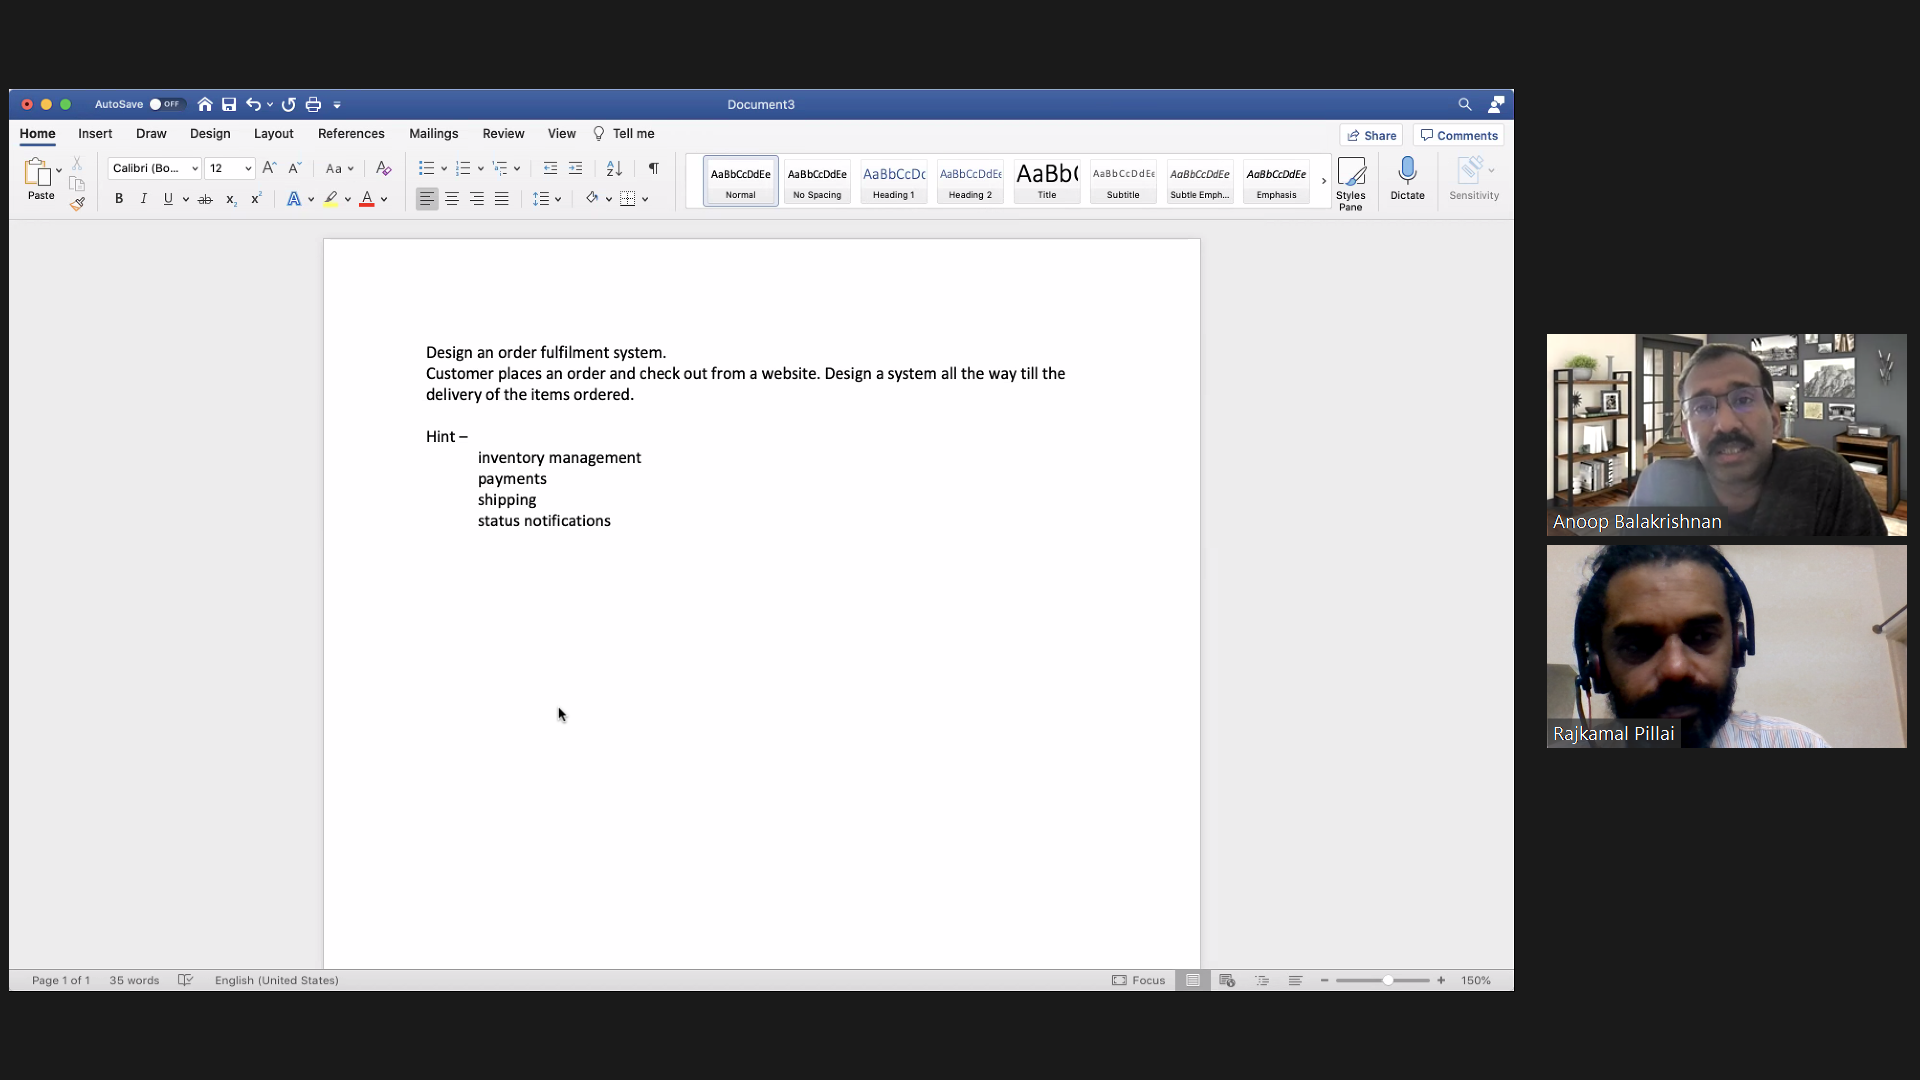 AutoSave OFF
Document3
Home Insert Draw Design Layout References Mailings Review View Tell me
Share Comments
Paste
Calibri (Bo... 12
AaBbCcDdEe AaBbCcDdEe AaBbCcDc AaBbCcDdEe AaBb( AaBbCcDdEe AaBbCcDdEe AaBbCcDdEe
Normal No Spacing Heading 1 Heading 2 Title Subtitle Subtle Emph... Emphasis
Styles Pane
Dictate
Sensitivity
Design an order fulfilment system.
Customer places an order and check out from a website. Design a system all the way till the
delivery of the items ordered.
Hint –
inventory management
payments
shipping
status notifications
Anoop Balakrishnan
Rajkamal Pillai
Page 1 of 1 35 words English (United States) Focus 150%